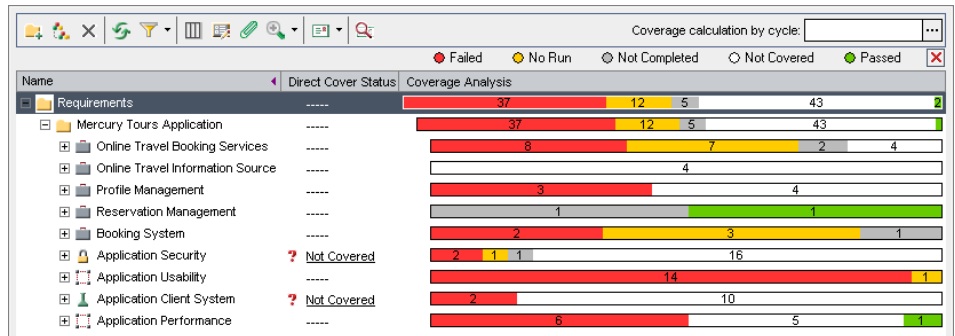 Coverage calculation by cycle: ...
Failed No Run Not Completed Not Covered Passed
Name Direct Cover Status Coverage Analysis
Requirements ----- 37 12 5 43 2
Mercury Tours Application ----- 37 12 5 43
Online Travel Booking Services ----- 8 7 2 4
Online Travel Information Source ----- 4
Profile Management ----- 3 4
Reservation Management ----- 1 1
Booking System ----- 2 3 1
Application Security ? Not Covered 2 1 1 16
Application Usability ----- 14 1
Application Client System ? Not Covered 2 10
Application Performance ----- 6 5 1